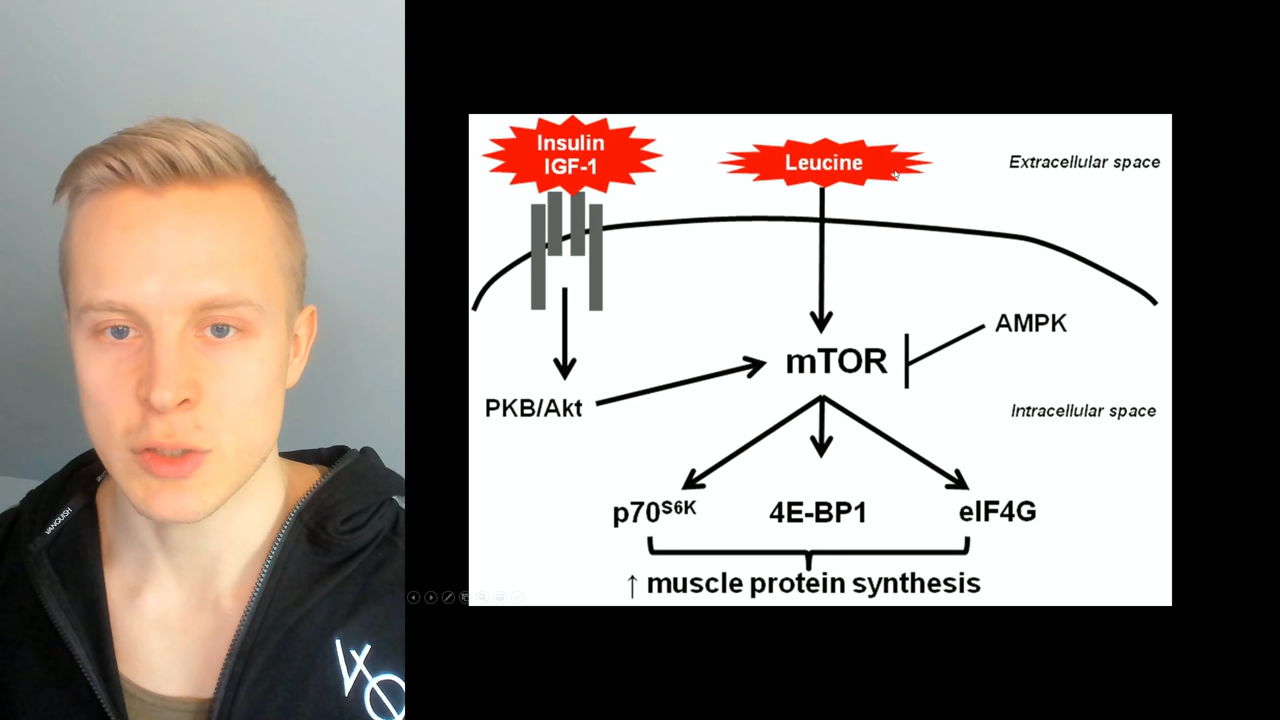 Insulin
IGF-1
Leucine
Extracellular space
AMPK
mTOR
PKB/Akt
Intracellular space
p70S6K
4E-BP1
eIF4G
↑ muscle protein synthesis
VANQUISH